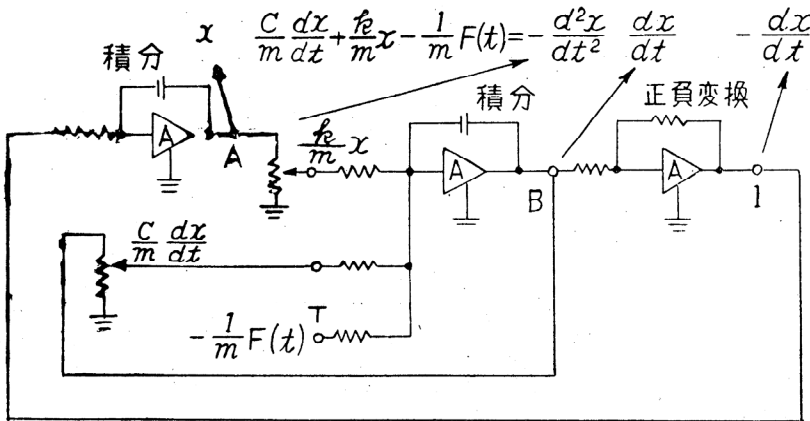 x
C/m dx/dt + k/m x - 1/m F(t) = - d²x/dt²
dx/dt
- dx/dt
積分
積分
正負変換
A
A
k/m x
A
B
A
1
C/m dx/dt
T
- 1/m F(t)